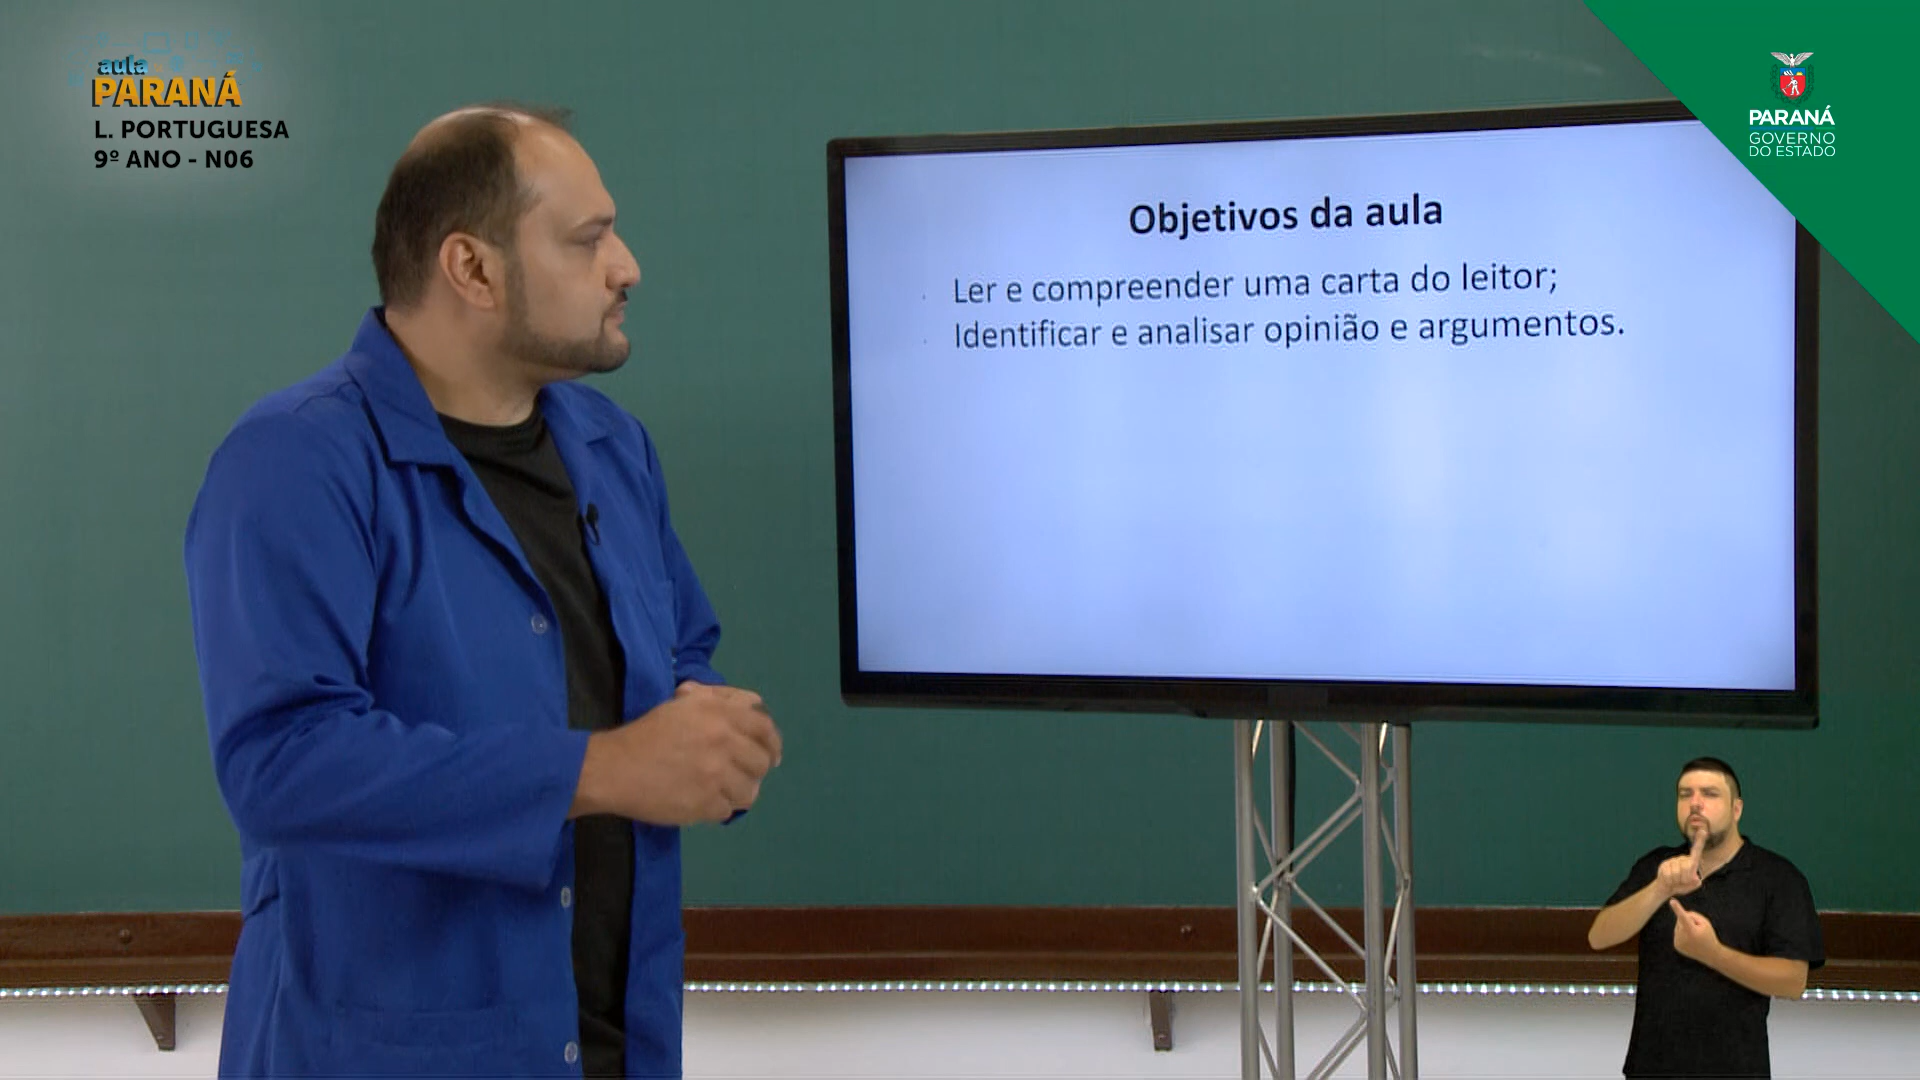 aula
PARANÁ
L. PORTUGUESA
9º ANO - N06
PARANÁ
GOVERNO
DO ESTADO
Objetivos da aula
Ler e compreender uma carta do leitor;
Identificar e analisar opinião e argumentos.